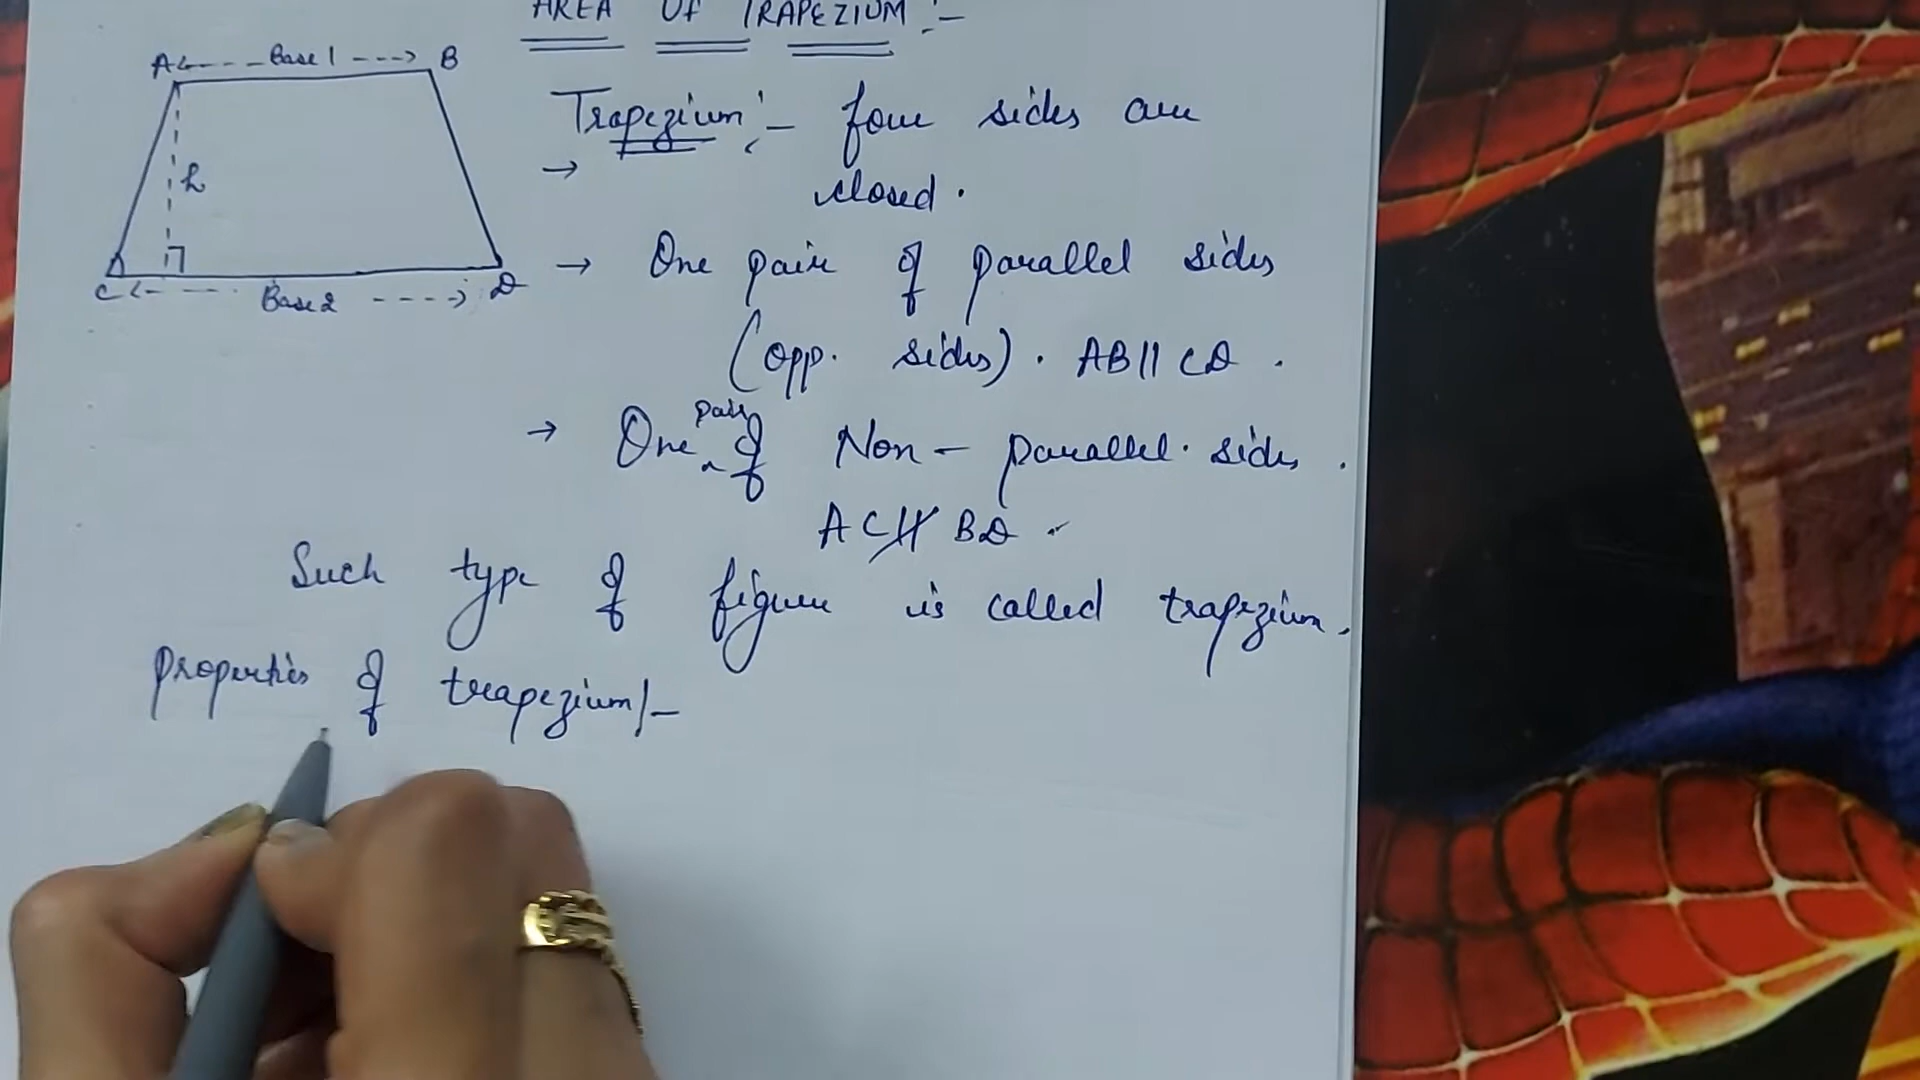 AREA OF TRAPEZIUM :-
A <--- Base 1 ---> B
h
C <--- Base 2 ----> D
Trapezium :- four sides are
→ closed.
→ One pair of parallel sides
(opp. sides). AB || CD.
→ One pair of Non-parallel sides.
AC ∦ BD.
Such type of figure is called trapezium.
Properties of trapezium :-